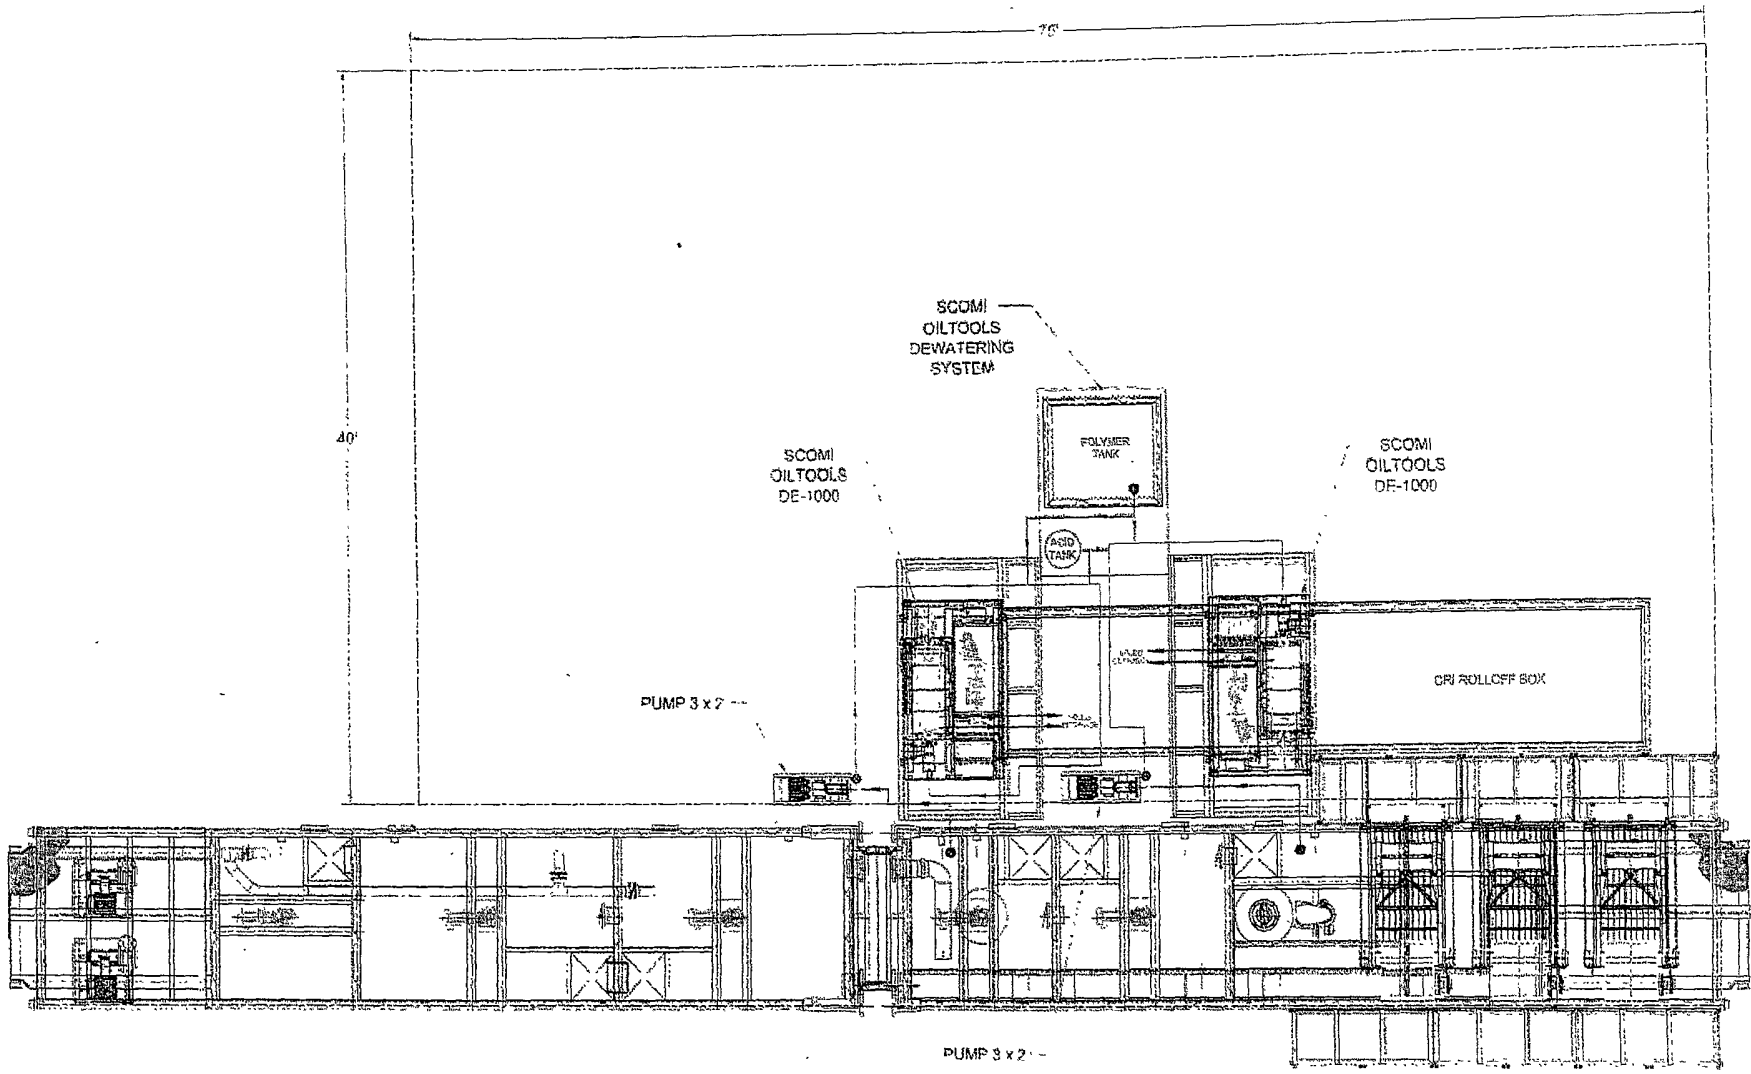 40'
SCOMI
OILTOOLS
DEWATERING
SYSTEM
POLYMER
TANK
SCOMI
OILTOOLS
DE-1000
SCOMI
OILTOOLS
DE-1000
ACID
TANK
CRI ROLLOFF BOX
PUMP 3 x 2
PUMP 3 x 2